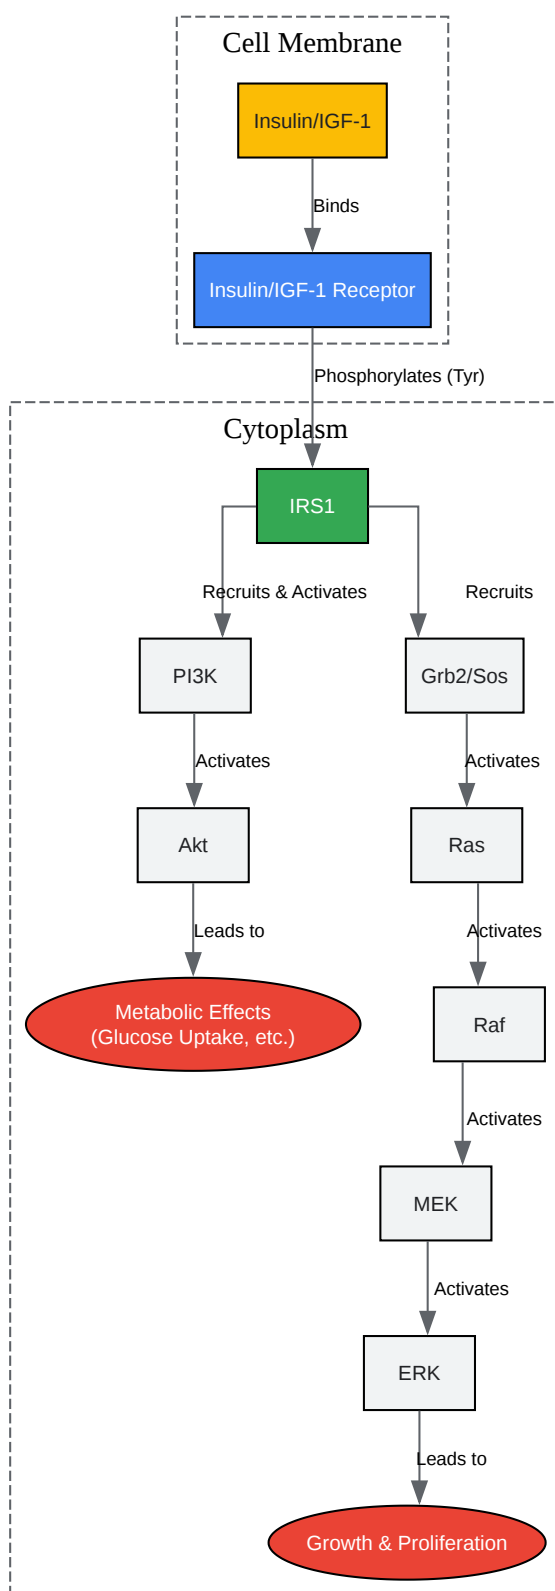 Cell Membrane
Insulin/IGF-1
Binds
Insulin/IGF-1 Receptor
Phosphorylates (Tyr)
Cytoplasm
IRS1
Recruits & Activates
Recruits
PI3K
Grb2/Sos
Activates
Activates
Akt
Ras
Leads to
Activates
Metabolic Effects
(Glucose Uptake, etc.)
Raf
Activates
MEK
Activates
ERK
Leads to
Growth & Proliferation